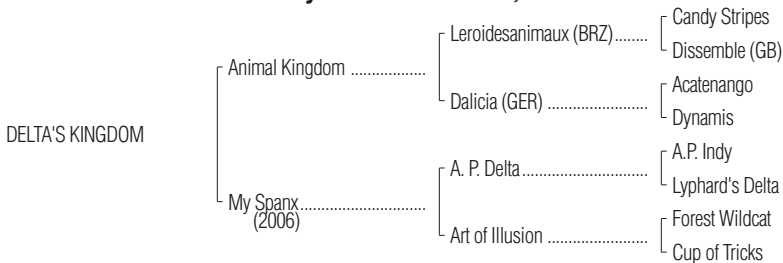 Candy Stripes
Leroidesanimaux (BRZ)........
Dissemble (GB)
Animal Kingdom ..................
Acatenango
Dalicia (GER) ........................
Dynamis
DELTA'S KINGDOM
A.P. Indy
A. P. Delta..............................
Lyphard's Delta
My Spanx..............................
(2006)
Forest Wildcat
Art of Illusion ........................
Cup of Tricks